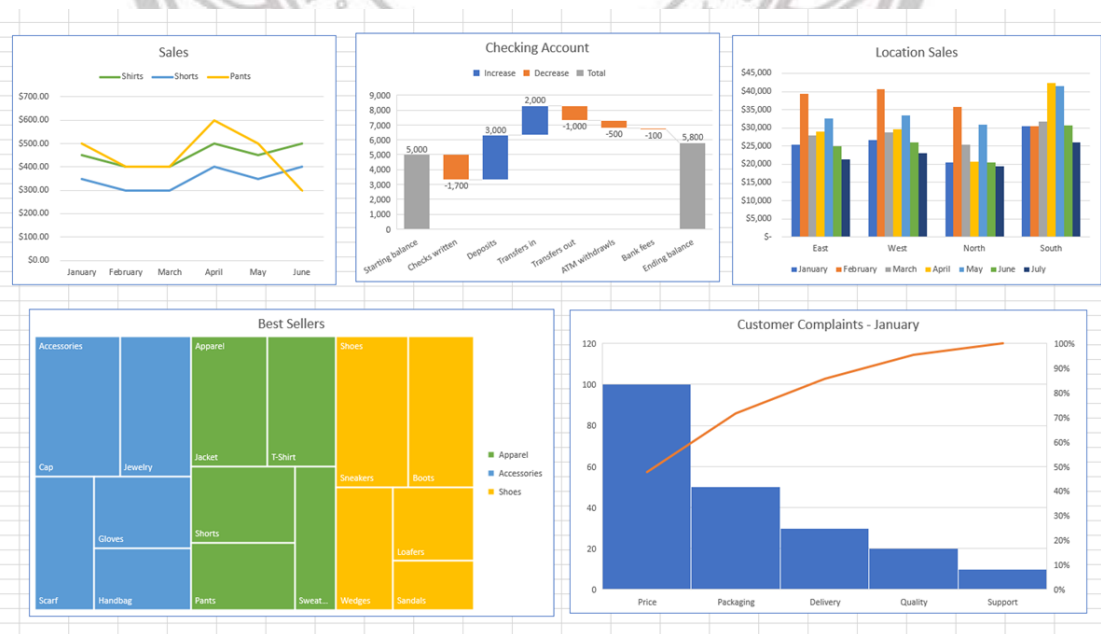 Sales
Shirts Shorts Pants
$700.00
$600.00
$500.00
$400.00
$300.00
$200.00
$100.00
$0.00
January February March April May June
Checking Account
Increase Decrease Total
9,000
8,000
7,000
6,000
5,000
4,000
3,000
2,000
1,000
0
5,000
-1,700
3,000
2,000
-1,000
-500
-100
5,800
Starting balance
Checks written
Deposits
Transfers in
Transfers out
ATM withdrawls
Bank fees
Ending balance
Location Sales
$45,000
$40,000
$35,000
$30,000
$25,000
$20,000
$15,000
$10,000
$5,000
$-
East West North South
January February March April May June July
Best Sellers
Accessories
Cap
Jewelry
Scarf
Gloves
Handbag
Apparel
Jacket
T-Shirt
Shorts
Pants
Sweat...
Shoes
Sneakers
Boots
Wedges
Loafers
Sandals
Apparel
Accessories
Shoes
Customer Complaints - January
120
100
80
60
40
20
0
100%
90%
80%
70%
60%
50%
40%
30%
20%
10%
0%
Price Packaging Delivery Quality Support